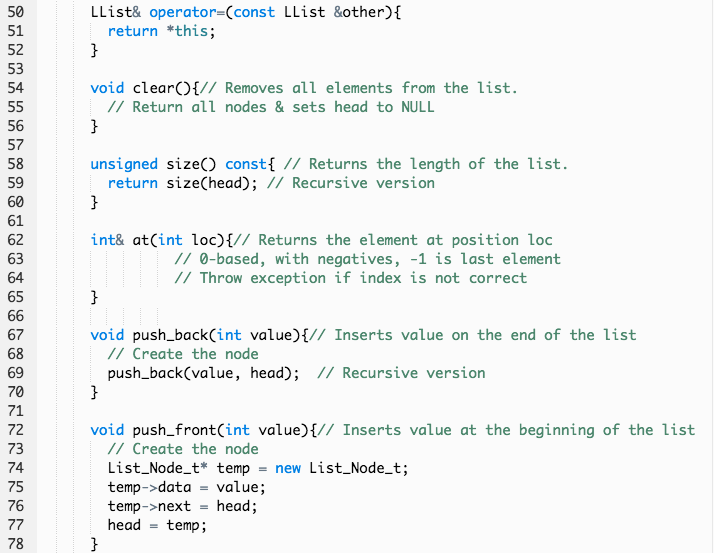 50 LList& operator=(const LList &other){
51 return *this;
52 }
53
54 void clear(){// Removes all elements from the list.
55 // Return all nodes & sets head to NULL
56 }
57
58 unsigned size() const{ // Returns the length of the list.
59 return size(head); // Recursive version
60 }
61
62 int& at(int loc){// Returns the element at position loc
63 // 0-based, with negatives, -1 is last element
64 // Throw exception if index is not correct
65 }
66
67 void push_back(int value){// Inserts value on the end of the list
68 // Create the node
69 push_back(value, head);  // Recursive version
70 }
71
72 void push_front(int value){// Inserts value at the beginning of the list
73 // Create the node
74 List_Node_t* temp = new List_Node_t;
75 temp->data = value;
76 temp->next = head;
77 head = temp;
78 }